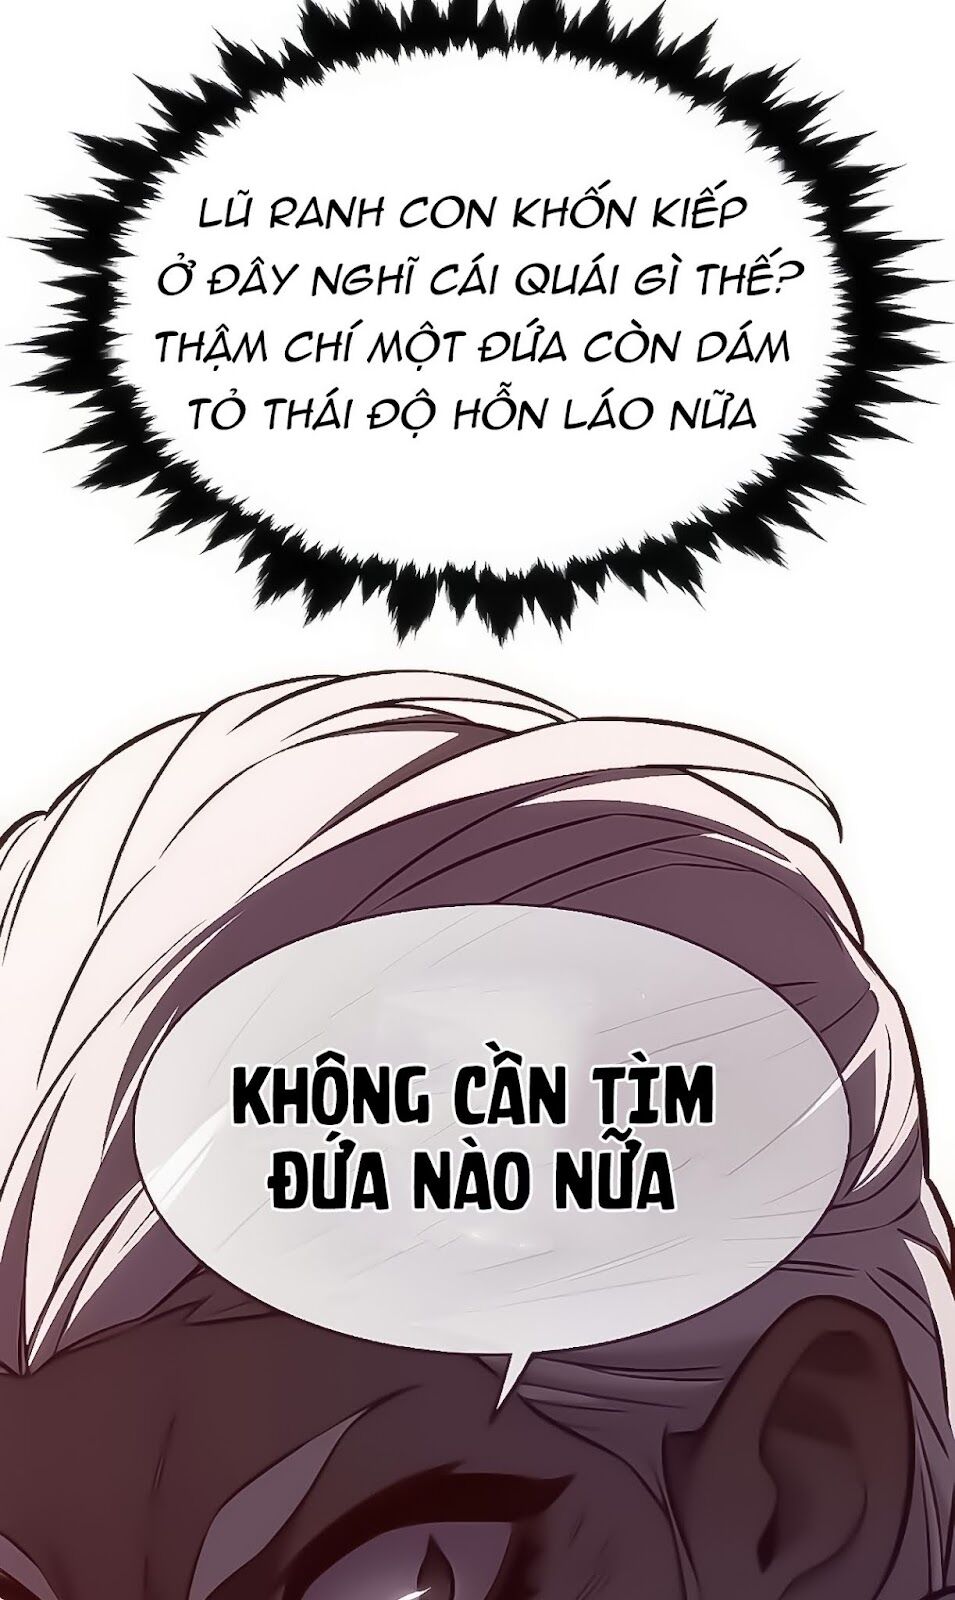 LŨ RANH CON KHỐN KIẾP
Ở ĐÂY NGHĨ CÁI QUÁI GÌ THẾ?
THẬM CHÍ MỘT ĐỨA CÒN DÁM
TỎ THÁI ĐỘ HỖN LÁO NỮA
KHÔNG CẦN TÌM
ĐỨA NÀO NỮA